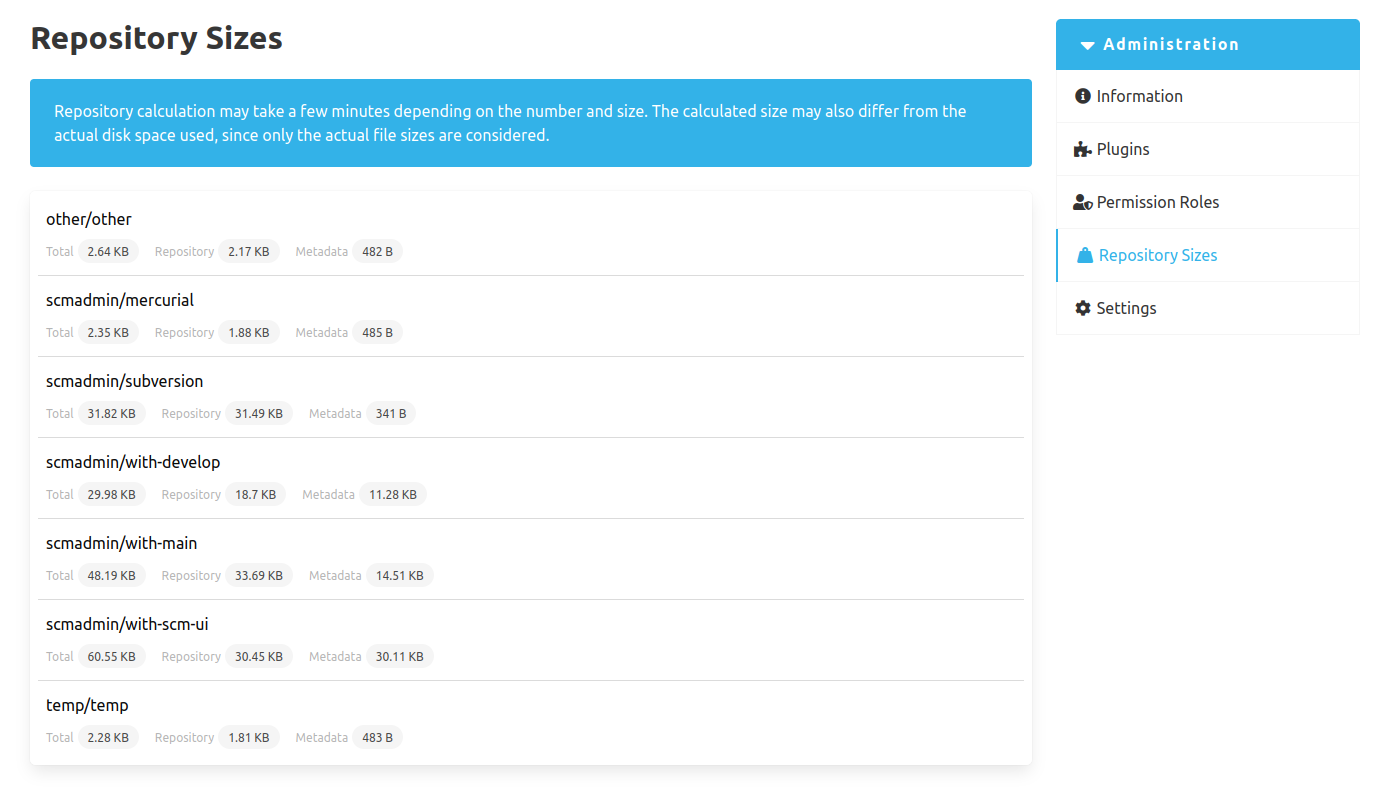 Repository Sizes
Repository calculation may take a few minutes depending on the number and size. The calculated size may also differ from the
actual disk space used, since only the actual file sizes are considered.
other/other
Total 2.64 KB Repository 2.17 KB Metadata 482 B
scmadmin/mercurial
Total 2.35 KB Repository 1.88 KB Metadata 485 B
scmadmin/subversion
Total 31.82 KB Repository 31.49 KB Metadata 341 B
scmadmin/with-develop
Total 29.98 KB Repository 18.7 KB Metadata 11.28 KB
scmadmin/with-main
Total 48.19 KB Repository 33.69 KB Metadata 14.51 KB
scmadmin/with-scm-ui
Total 60.55 KB Repository 30.45 KB Metadata 30.11 KB
temp/temp
Total 2.28 KB Repository 1.81 KB Metadata 483 B
Administration
Information
Plugins
Permission Roles
Repository Sizes
Settings